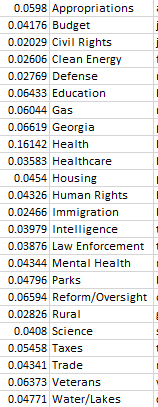 0.0598 Appropriations
0.04176 Budget
0.02029 Civil Rights
0.02606 Clean Energy
0.02769 Defense
0.06433 Education
0.06044 Gas
0.06619 Georgia
0.16142 Health
0.03583 Healthcare
0.0454 Housing
0.04326 Human Rights
0.02466 Immigration
0.03979 Intelligence
0.03876 Law Enforcement
0.04344 Mental Health
0.04796 Parks
0.06594 Reform/Oversight
0.02826 Rural
0.0408 Science
0.05458 Taxes
0.04341 Trade
0.06373 Veterans
0.04771 Water/Lakes